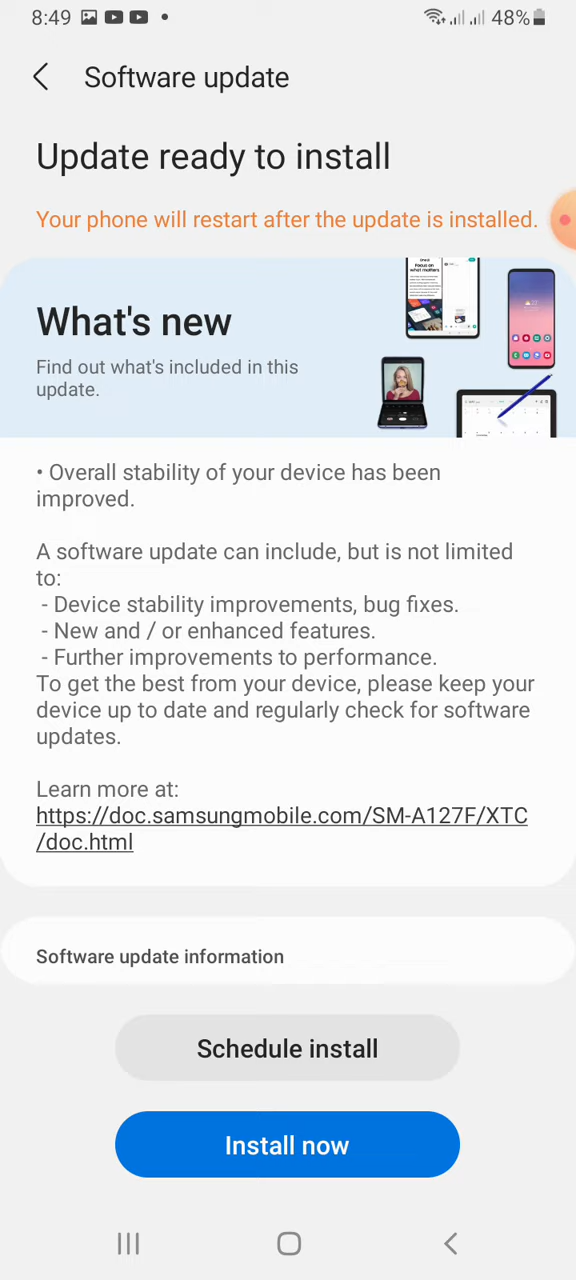 8:49
48%
Software update
Update ready to install
Your phone will restart after the update is installed.
What's new
Find out what's included in this
update.
Focus on
what matters
• Overall stability of your device has been
improved.
A software update can include, but is not limited
to:
- Device stability improvements, bug fixes.
- New and / or enhanced features.
- Further improvements to performance.
To get the best from your device, please keep your
device up to date and regularly check for software
updates.
Learn more at:
https://doc.samsungmobile.com/SM-A127F/XTC
/doc.html
Software update information
Schedule install
Install now